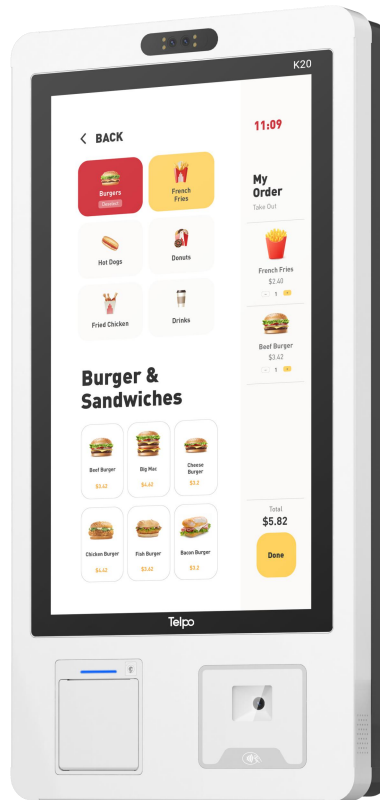 K20
BACK
11:09
Burgers
French
Fries
Hot Dogs
Donuts
Fried Chicken
Drinks
My
Order
Take Out
French Fries
$2.40
- 1 +
Beef Burger
$3.42
- 1 +
Burger &
Sandwiches
Beef Burger
$3.42
Big Mac
$4.42
Cheese
Burger
$3.2
Chicken Burger
$4.42
Fish Burger
$3.42
Bacon Burger
$3.2
Total
$5.82
Done
Telpo